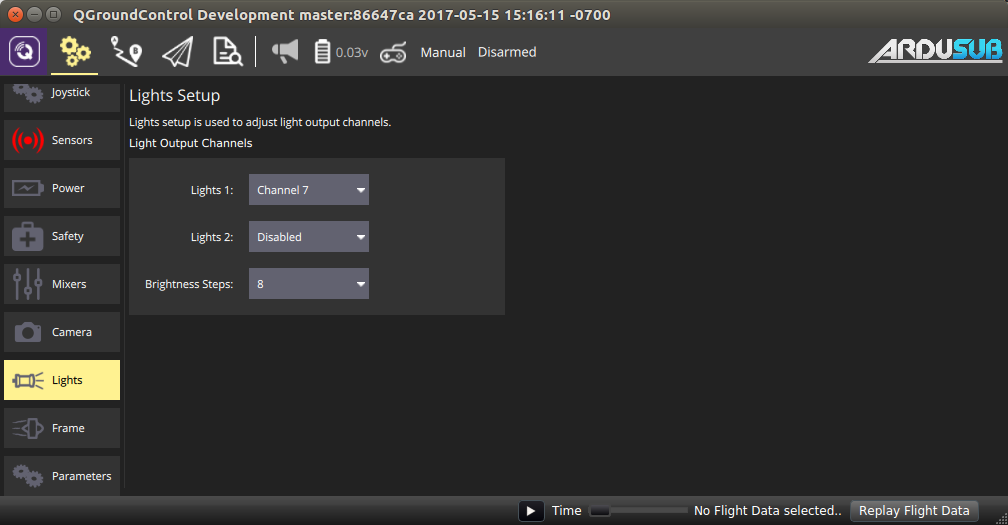 QGroundControl Development master:86647ca 2017-05-15 15:16:11 -0700
0.03v Manual Disarmed ARDUSUB
Joystick
Sensors
Power
Safety
Mixers
Camera
Lights
Frame
Parameters
Lights Setup
Lights setup is used to adjust light output channels.
Light Output Channels
Lights 1: Channel 7
Lights 2: Disabled
Brightness Steps: 8
Time No Flight Data selected.. Replay Flight Data